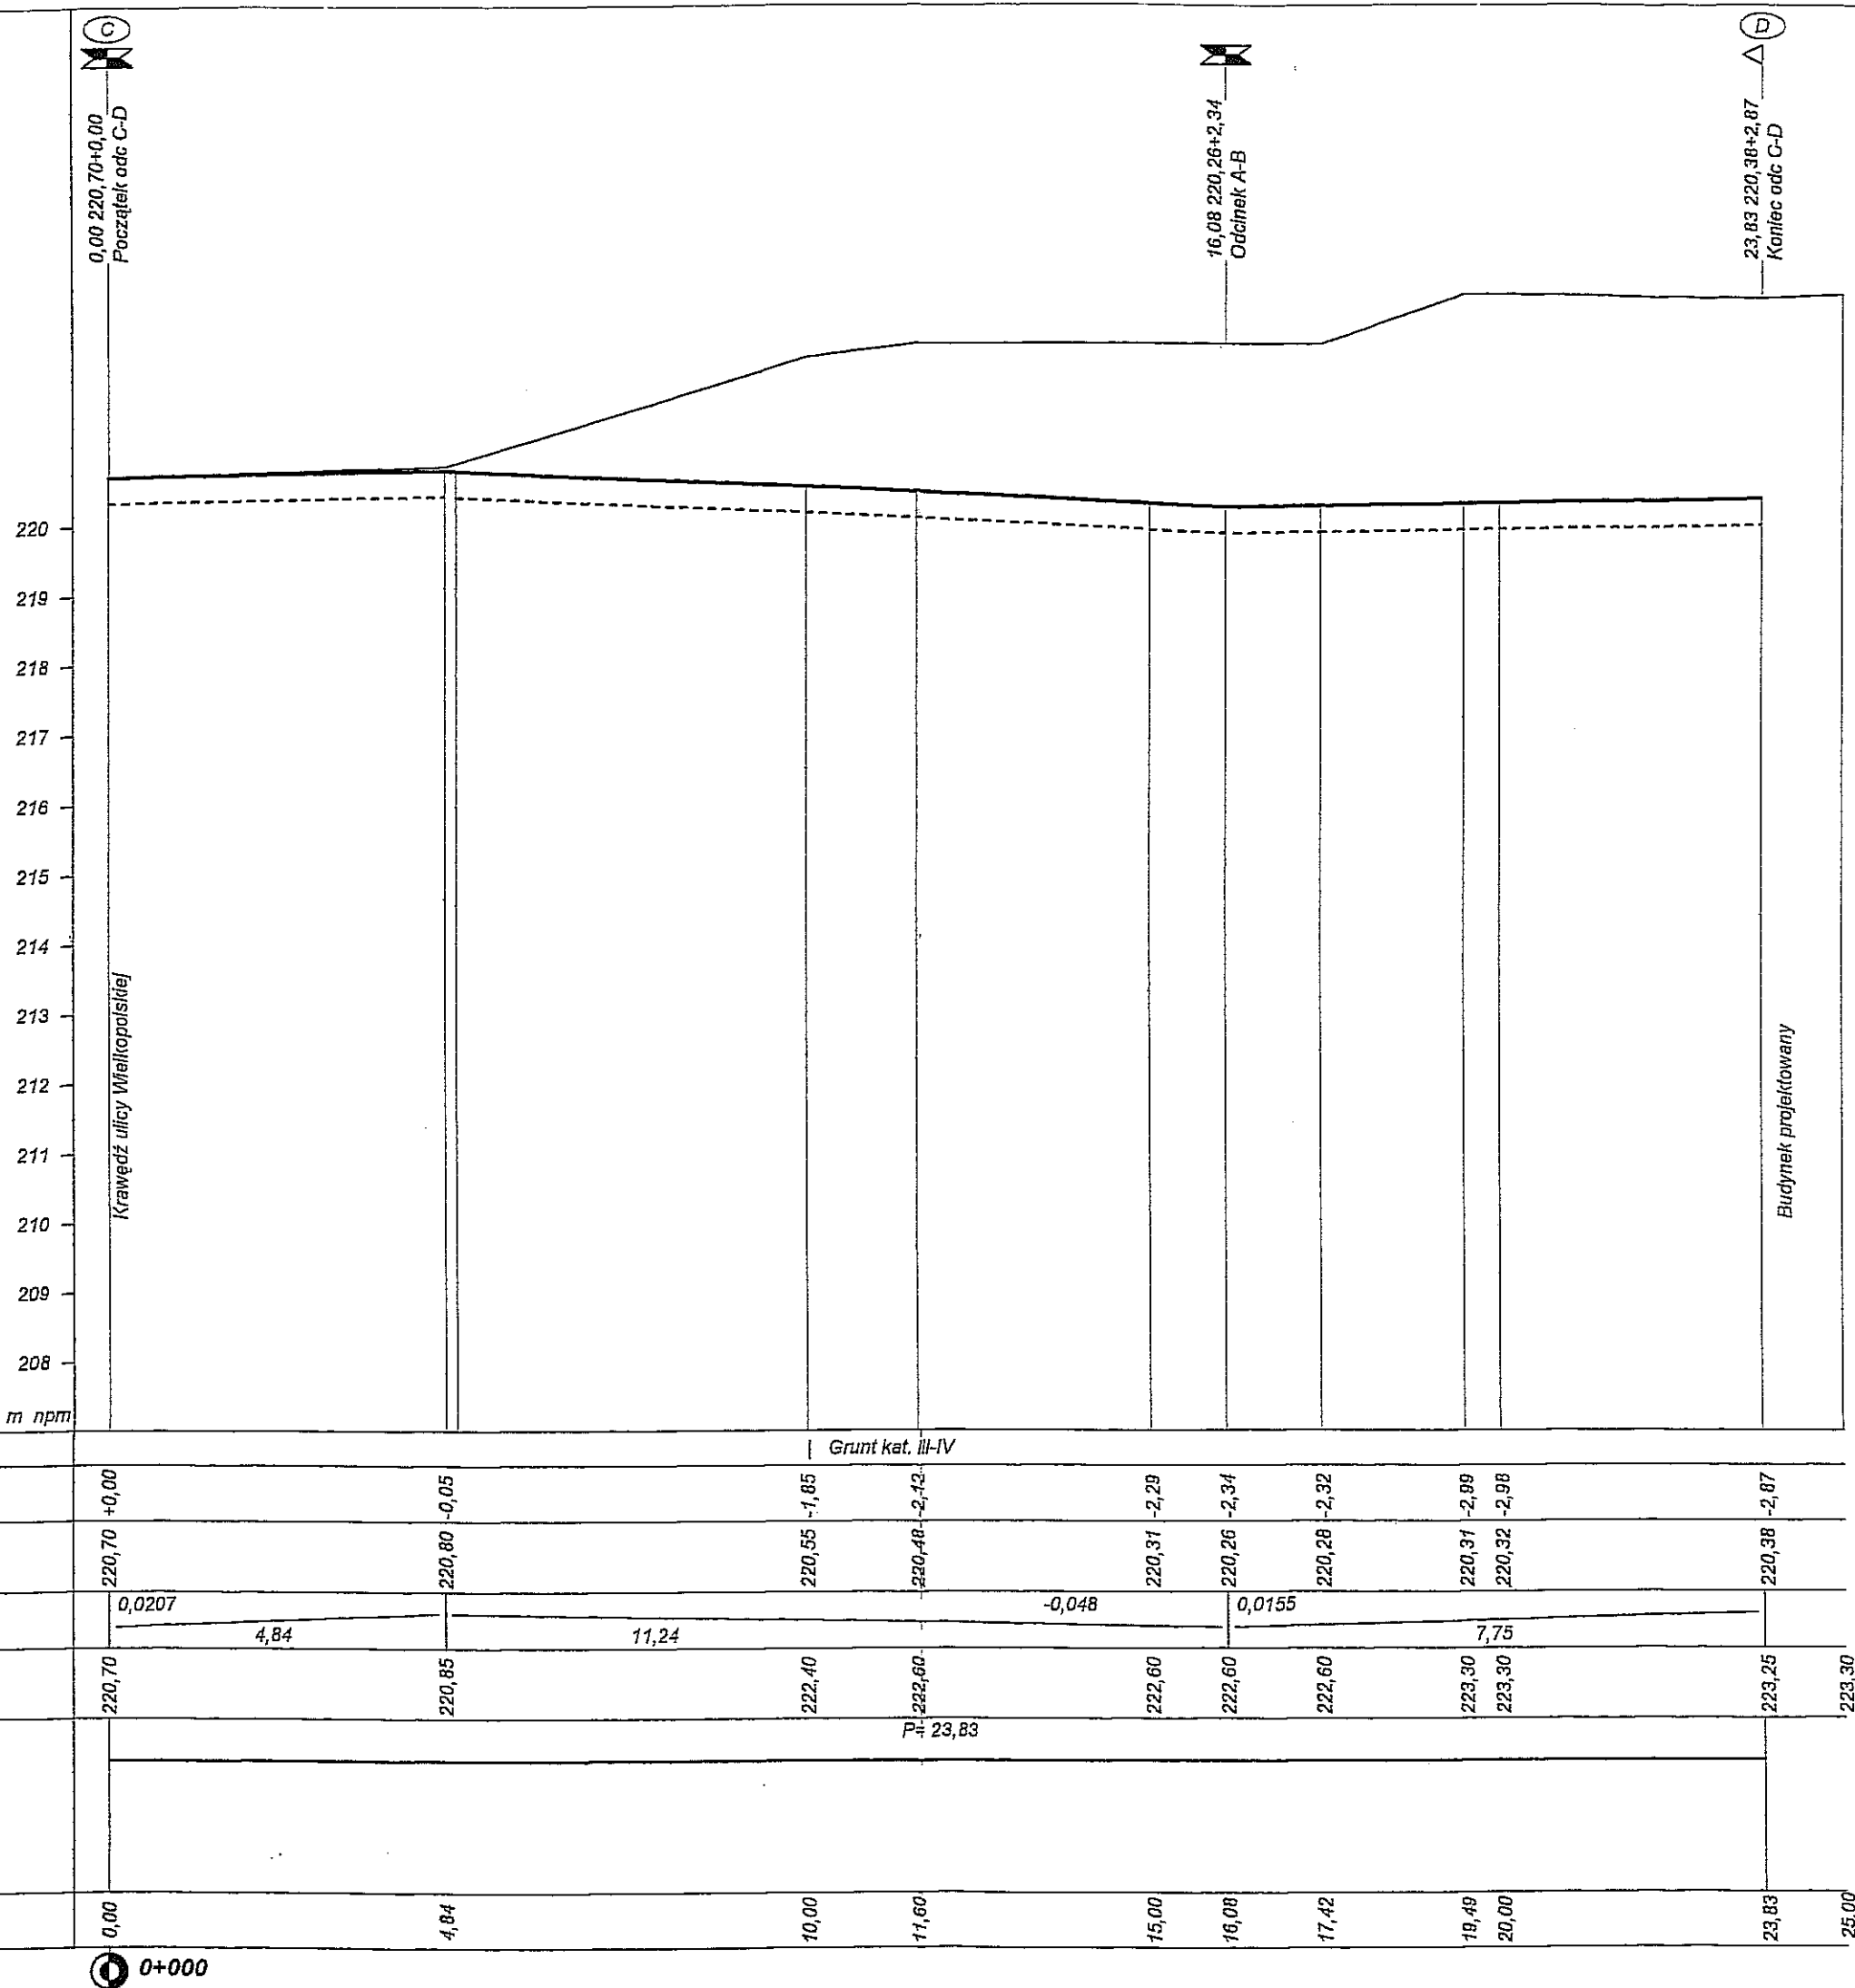 C
D
0,00 220,70+0,00
Początek odc C-D
16,08 220,26+2,34
Odcinek A-B
23,83 220,38+2,87
Koniec odc C-D
220
219
218
217
216
215
214
213
212
211
210
209
208
m npm
Krawędź ulicy Wielkopolskiej
Budynek projektowany
Grunt kat. III-IV
+0,00 -0,05 -1,85 -2,12 -2,29 -2,34 -2,32 -2,99 -2,98 -2,87
220,70 220,80 220,55 220,48 220,31 220,26 220,28 220,31 220,32 220,38
0,0207 -0,048 0,0155
4,84 11,24 7,75
220,70 220,85 222,40 222,60 222,60 222,60 222,60 223,30 223,30 223,25 223,30
P= 23,83
0,00 4,84 10,00 11,60 15,00 16,08 17,42 19,49 20,00 23,83 25,00
0+000